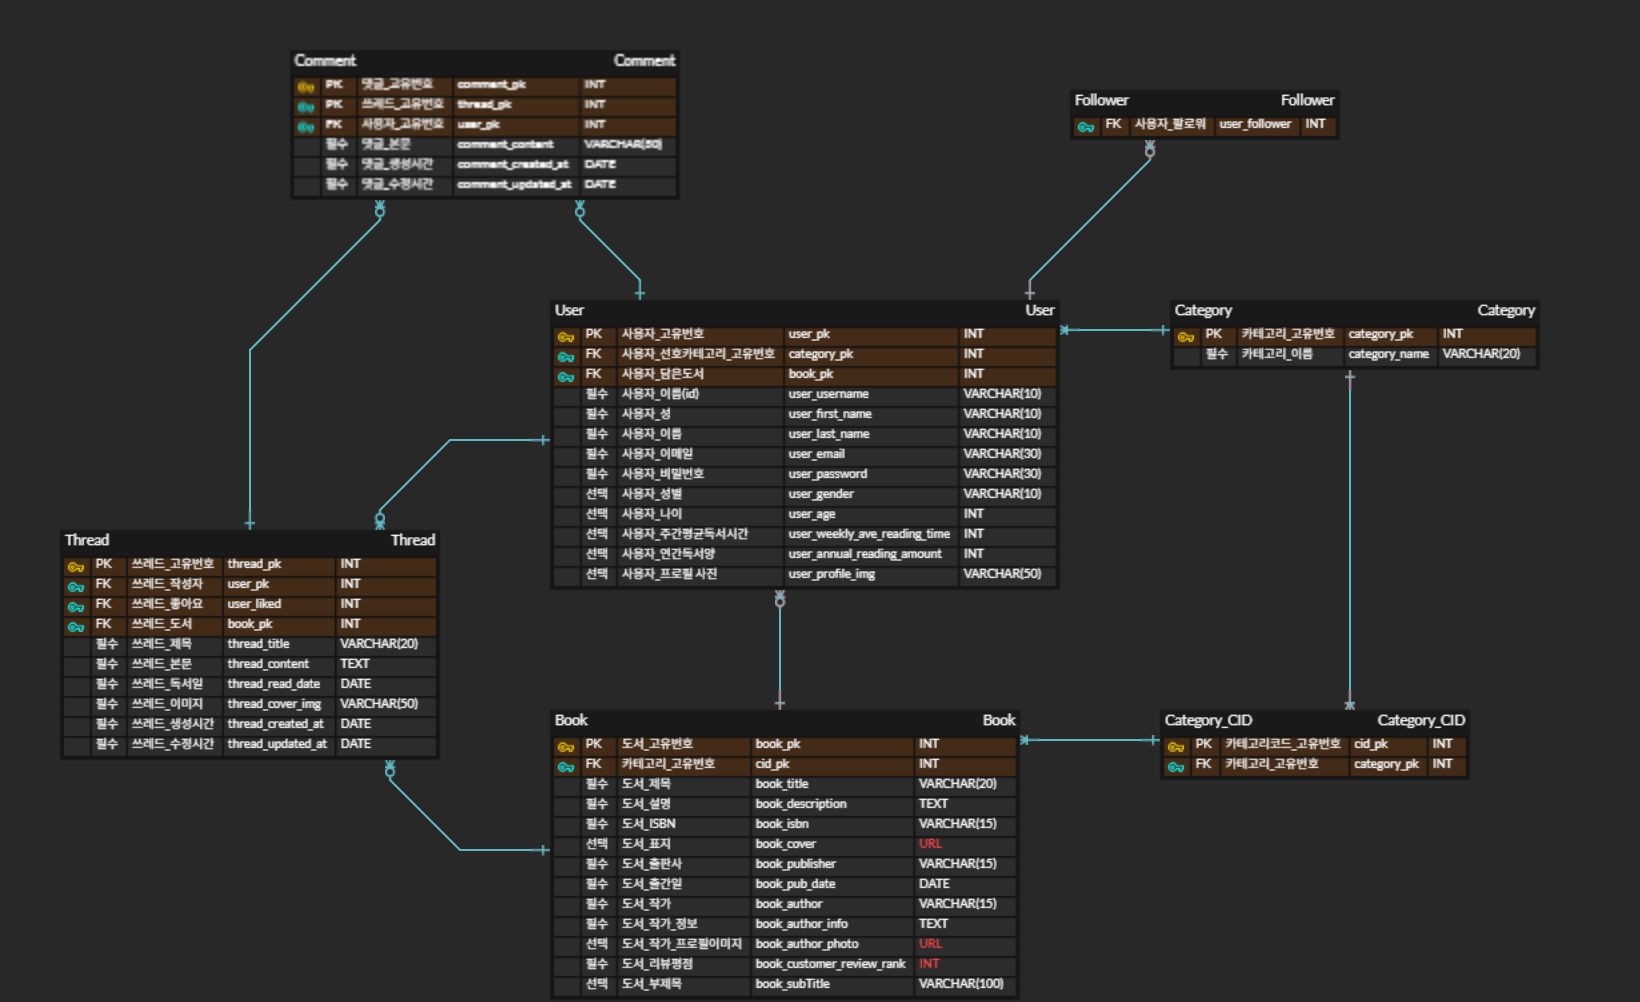 Comment Comment
PK 댓글_고유번호 comment_pk INT
PK 쓰레드_고유번호 thread_pk INT
FK 사용자_고유번호 user_pk INT
필수 댓글_본문 comment_content VARCHAR(50)
필수 댓글_생성시간 comment_created_at DATE
필수 댓글_수정시간 comment_updated_at DATE
Follower Follower
FK 사용자_팔로워 user_follower INT
User User
PK 사용자_고유번호 user_pk INT
FK 사용자_선호카테고리_고유번호 category_pk INT
FK 사용자_담은도서 book_pk INT
필수 사용자_이름(id) user_username VARCHAR(10)
필수 사용자_성 user_first_name VARCHAR(10)
필수 사용자_이름 user_last_name VARCHAR(10)
필수 사용자_이메일 user_email VARCHAR(30)
필수 사용자_비밀번호 user_password VARCHAR(30)
선택 사용자_성별 user_gender VARCHAR(10)
선택 사용자_나이 user_age INT
선택 사용자_주간평균독서시간 user_weekly_ave_reading_time INT
선택 사용자_연간독서양 user_annual_reading_amount INT
선택 사용자_프로필 사진 user_profile_img VARCHAR(50)
Category Category
PK 카테고리_고유번호 category_pk INT
필수 카테고리_이름 category_name VARCHAR(20)
Thread Thread
PK 쓰레드_고유번호 thread_pk INT
FK 쓰레드_작성자 user_pk INT
FK 쓰레드_좋아요 user_liked INT
FK 쓰레드_도서 book_pk INT
필수 쓰레드_제목 thread_title VARCHAR(20)
필수 쓰레드_본문 thread_content TEXT
필수 쓰레드_독서일 thread_read_date DATE
필수 쓰레드_이미지 thread_cover_img VARCHAR(50)
필수 쓰레드_생성시간 thread_created_at DATE
필수 쓰레드_수정시간 thread_updated_at DATE
Book Book
PK 도서_고유번호 book_pk INT
FK 카테고리_고유번호 cid_pk INT
필수 도서_제목 book_title VARCHAR(20)
필수 도서_설명 book_description TEXT
필수 도서_ISBN book_isbn VARCHAR(15)
선택 도서_표지 book_cover URL
필수 도서_출판사 book_publisher VARCHAR(15)
필수 도서_출간일 book_pub_date DATE
필수 도서_작가 book_author VARCHAR(15)
필수 도서_작가_정보 book_author_info TEXT
선택 도서_작가_프로필이미지 book_author_photo URL
필수 도서_리뷰평점 book_customer_review_rank INT
선택 도서_부제목 book_subTitle VARCHAR(100)
Category_CID Category_CID
PK 카테고리코드_고유번호 cid_pk INT
FK 카테고리_고유번호 category_pk INT